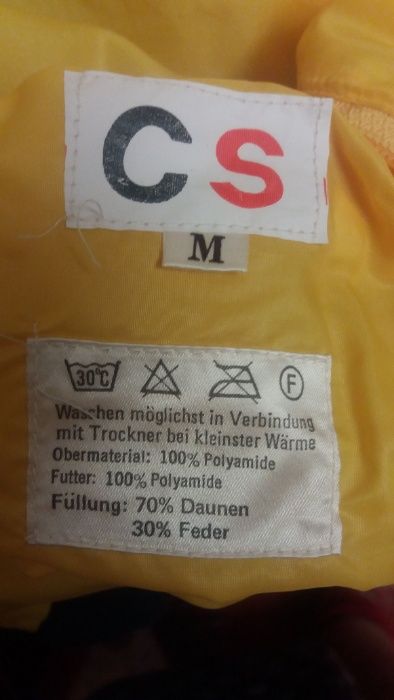 CS
M
30°C F
Waschen möglichst in Verbindung
mit Trockner bei kleinster Wärme
Obermaterial: 100% Polyamide
Futter: 100% Polyamide
Füllung: 70% Daunen
30% Feder